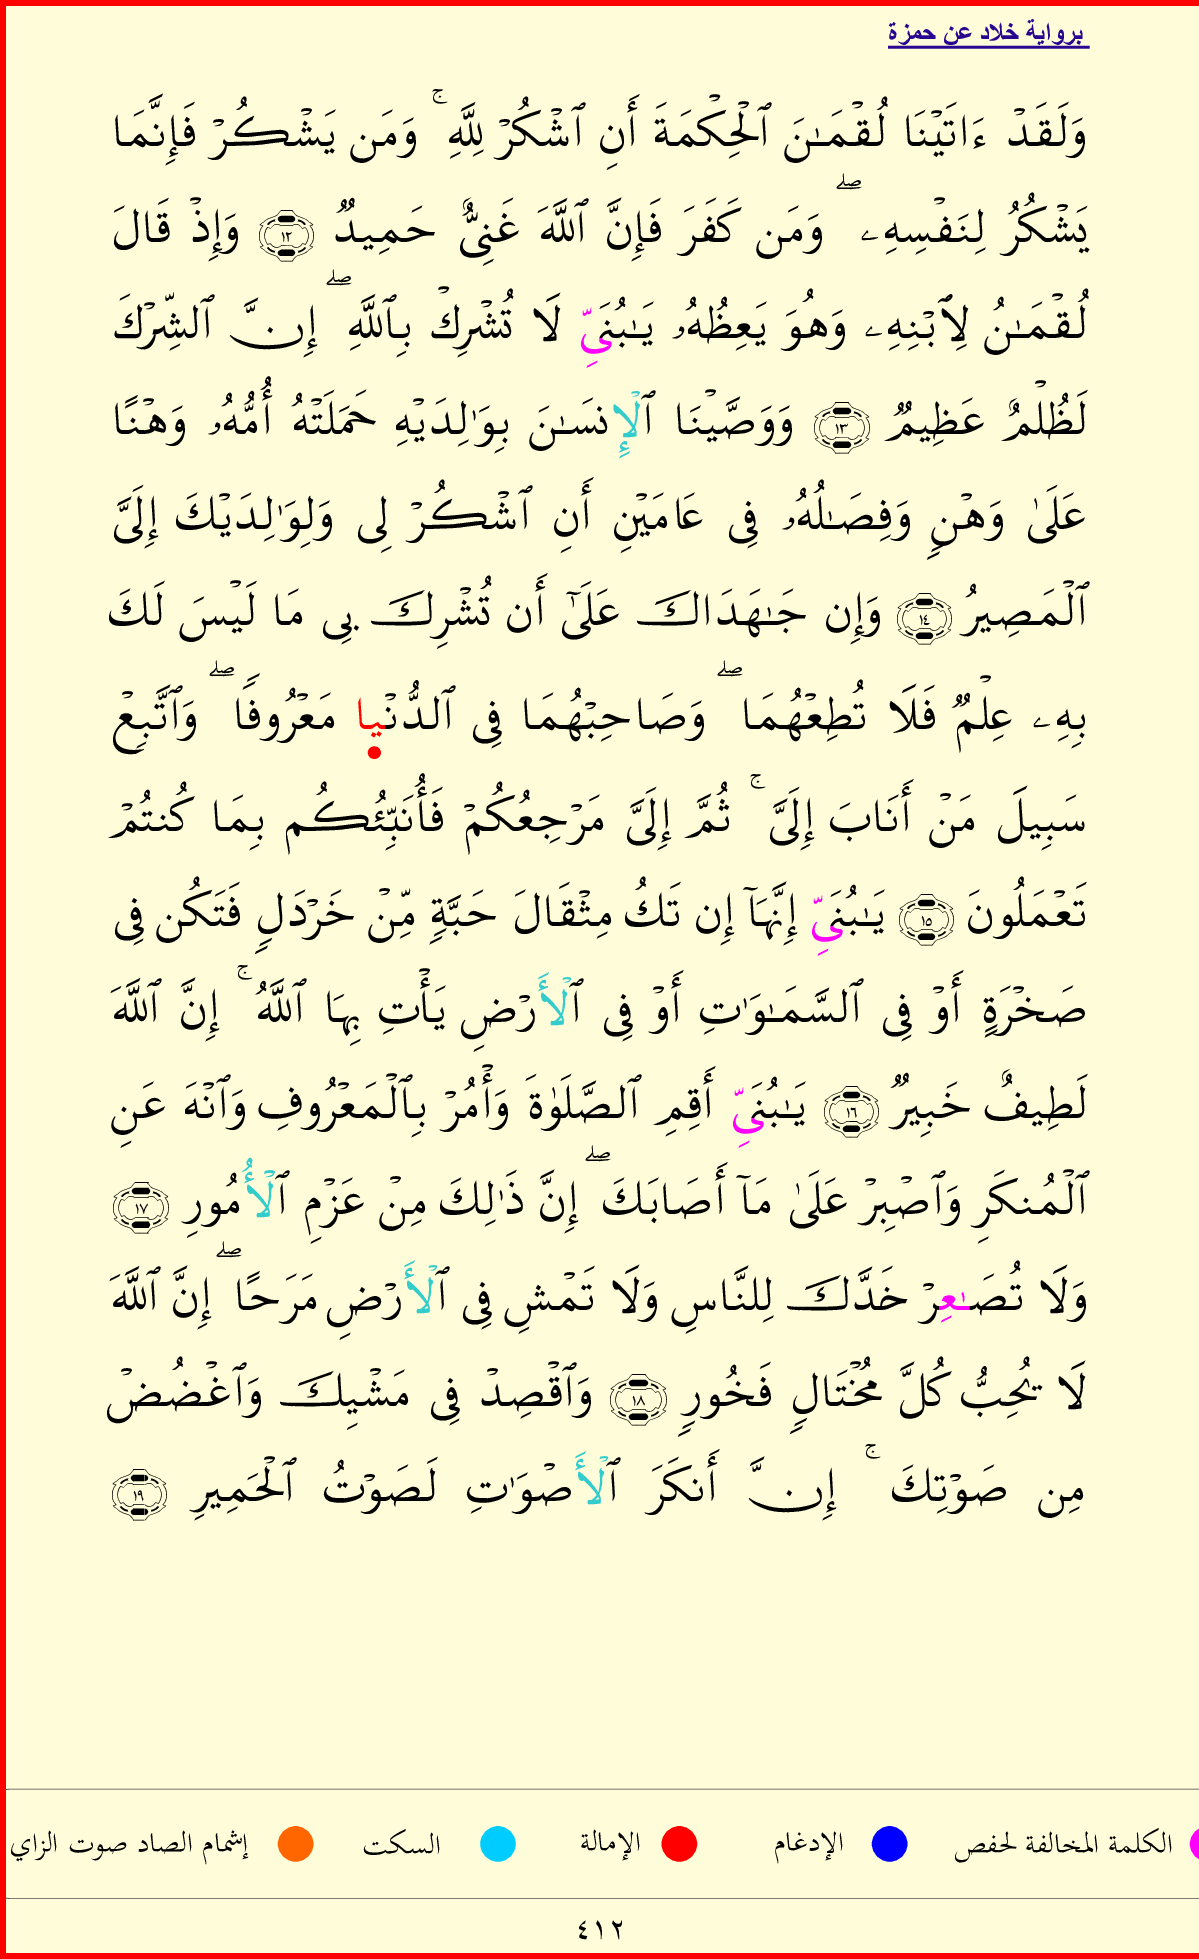 برواية خلاد عن حمزة
وَلَقَدْ ءَاتَيْنَا لُقْمَـٰنَ ٱلْحِكْمَةَ أَنِ ٱشْكُرْ لِلَّهِ ۚ وَمَن يَشْكُرْ فَإِنَّمَا
يَشْكُرُ لِنَفْسِهِۦ ۖ وَمَن كَفَرَ فَإِنَّ ٱللَّهَ غَنِىٌّ حَمِيدٌ ١٢ وَإِذْ قَالَ
لُقْمَـٰنُ لِٱبْنِهِۦ وَهُوَ يَعِظُهُۥ يَـٰبُنَىِّ لَا تُشْرِكْ بِٱللَّهِ ۖ إِنَّ ٱلشِّرْكَ
لَظُلْمٌ عَظِيمٌ ١٣ وَوَصَّيْنَا ٱلْإِنسَـٰنَ بِوَٰلِدَيْهِ حَمَلَتْهُ أُمُّهُۥ وَهْنًا
عَلَىٰ وَهْنٍ وَفِصَـٰلُهُۥ فِى عَامَيْنِ أَنِ ٱشْكُرْ لِى وَلِوَٰلِدَيْكَ إِلَىَّ
ٱلْمَصِيرُ ١٤ وَإِن جَـٰهَدَاكَ عَلَىٰٓ أَن تُشْرِكَ بِى مَا لَيْسَ لَكَ
بِهِۦ عِلْمٌ فَلَا تُطِعْهُمَا ۖ وَصَاحِبْهُمَا فِى ٱلدُّنْيا مَعْرُوفًا ۖ وَٱتَّبِعْ
سَبِيلَ مَنْ أَنَابَ إِلَىَّ ۚ ثُمَّ إِلَىَّ مَرْجِعُكُمْ فَأُنَبِّئُكُم بِمَا كُنتُمْ
تَعْمَلُونَ ١٥ يَـٰبُنَىِّ إِنَّهَآ إِن تَكُ مِثْقَالَ حَبَّةٍ مِّنْ خَرْدَلٍ فَتَكُن فِى
صَخْرَةٍ أَوْ فِى ٱلسَّمَـٰوَٰتِ أَوْ فِى ٱلْأَرْضِ يَأْتِ بِهَا ٱللَّهُ ۚ إِنَّ ٱللَّهَ
لَطِيفٌ خَبِيرٌ ١٦ يَـٰبُنَىِّ أَقِمِ ٱلصَّلَوٰةَ وَأْمُرْ بِٱلْمَعْرُوفِ وَٱنْهَ عَنِ
ٱلْمُنكَرِ وَٱصْبِرْ عَلَىٰ مَآ أَصَابَكَ ۖ إِنَّ ذَٰلِكَ مِنْ عَزْمِ ٱلْأُمُورِ ١٧
وَلَا تُصَـٰعِرْ خَدَّكَ لِلنَّاسِ وَلَا تَمْشِ فِى ٱلْأَرْضِ مَرَحًا ۖ إِنَّ ٱللَّهَ
لَا يُحِبُّ كُلَّ مُخْتَالٍ فَخُورٍ ١٨ وَٱقْصِدْ فِى مَشْيِكَ وَٱغْضُضْ
مِن صَوْتِكَ ۚ إِنَّ أَنكَرَ ٱلْأَصْوَٰتِ لَصَوْتُ ٱلْحَمِيرِ ١٩
الكلمة المخالفة لحفص الإدغام الإمالة السكت إشمام الصاد صوت الزاي
٤١٢